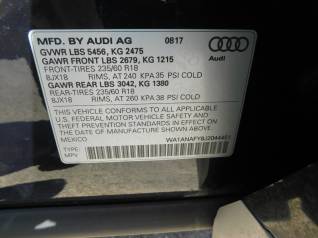 MFD. BY AUDI AG 08/17
GVWR LBS 5456, KG 2475
GAWR FRONT LBS 2679, KG 1215
FRONT-TIRES 235/60 R18
8JX18 RIMS, AT 240 KPA 35 PSI COLD
GAWR REAR LBS 3042, KG 1380
REAR-TIRES 235/60 R18
8JX18 RIMS, AT 260 KPA 38 PSI COLD
Audi
THIS VEHICLE CONFORMS TO ALL APPLICABLE
U.S. FEDERAL MOTOR VEHICLE SAFETY
AND THEFT PREVENTION STANDARDS IN EFFECT
ON THE DATE OF MANUFACTURE SHOWN ABOVE.
MEXICO
TYPE:
MPV